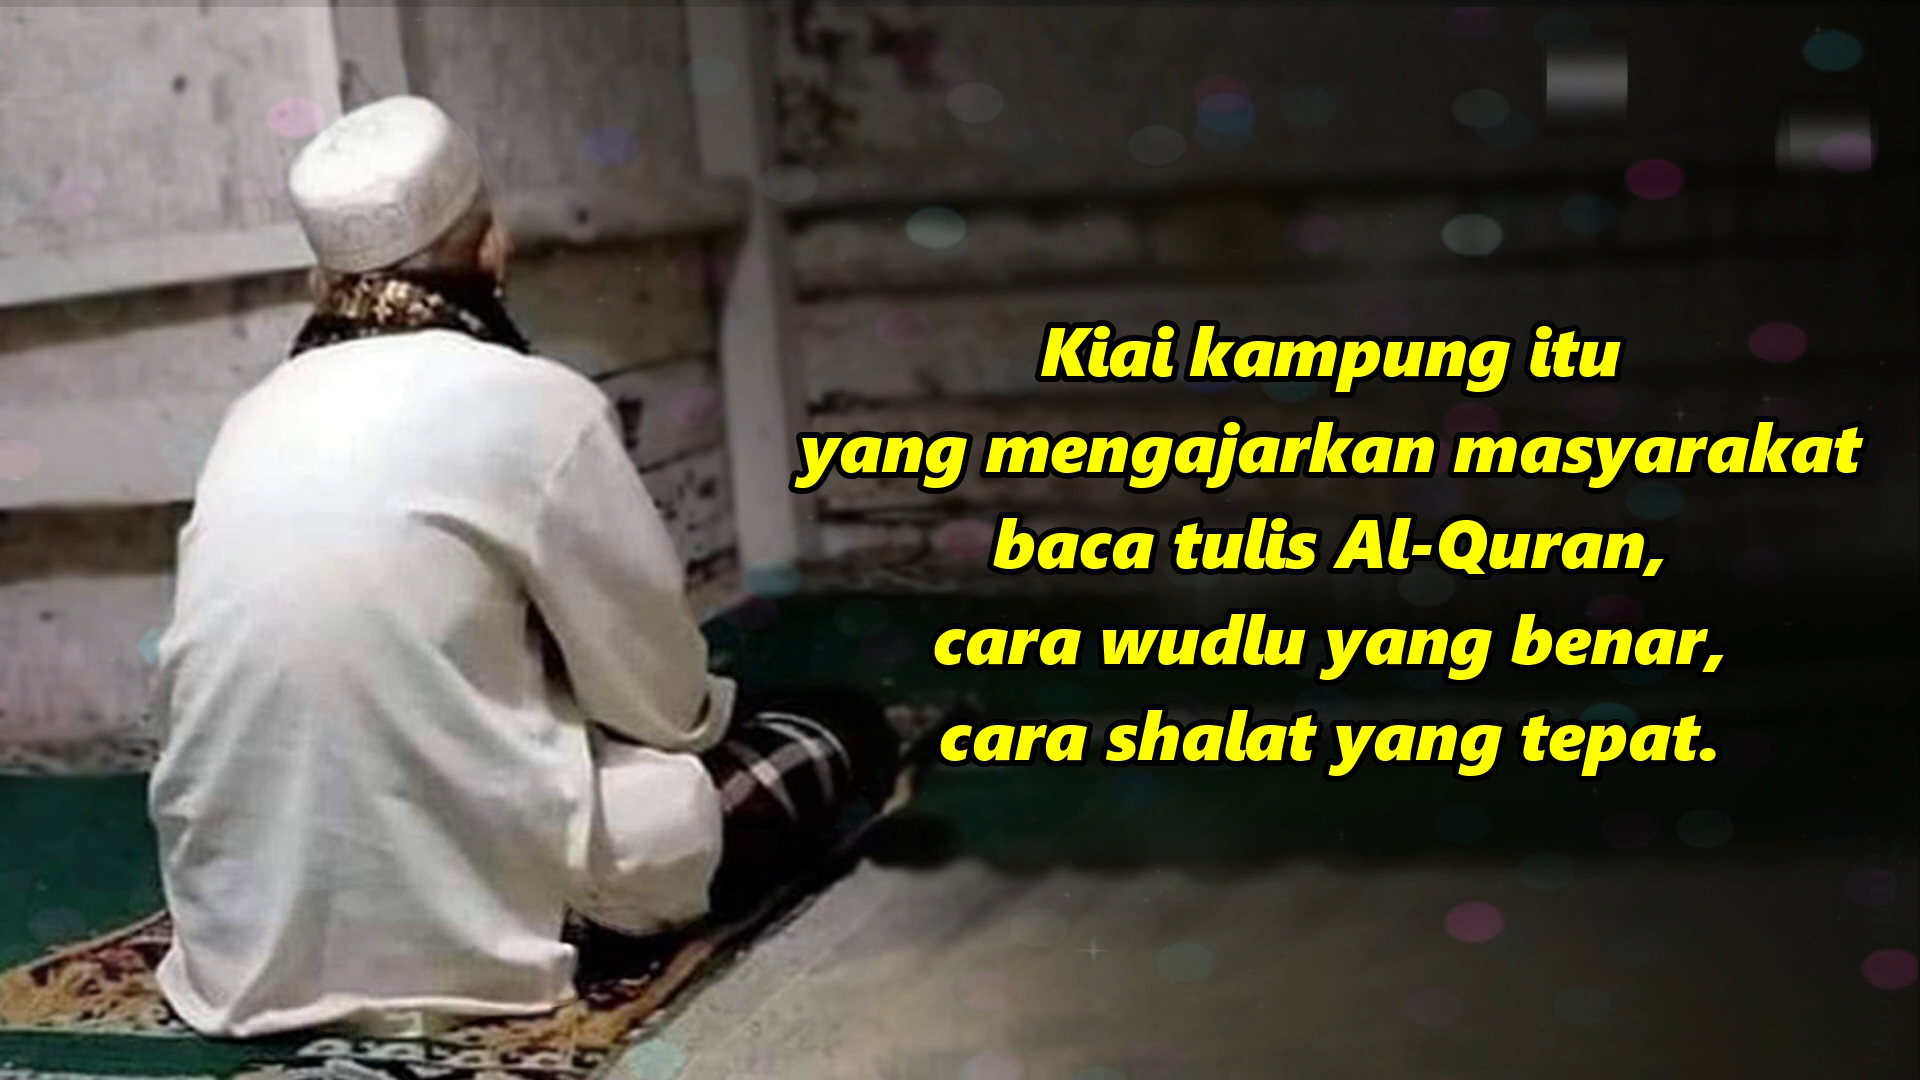 Kiai kampung itu
yang mengajarkan masyarakat
baca tulis Al-Quran,
cara wudlu yang benar,
cara shalat yang tepat.